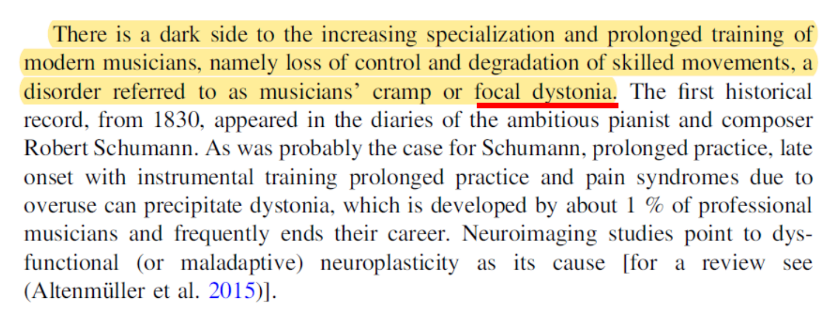 There is a dark side to the increasing specialization and prolonged training of
modern musicians, namely loss of control and degradation of skilled movements, a
disorder referred to as musicians' cramp or focal dystonia. The first historical
record, from 1830, appeared in the diaries of the ambitious pianist and composer
Robert Schumann. As was probably the case for Schumann, prolonged practice, late
onset with instrumental training prolonged practice and pain syndromes due to
overuse can precipitate dystonia, which is developed by about 1 % of professional
musicians and frequently ends their career. Neuroimaging studies point to dys-
functional (or maladaptive) neuroplasticity as its cause [for a review see
(Altenmüller et al. 2015)].